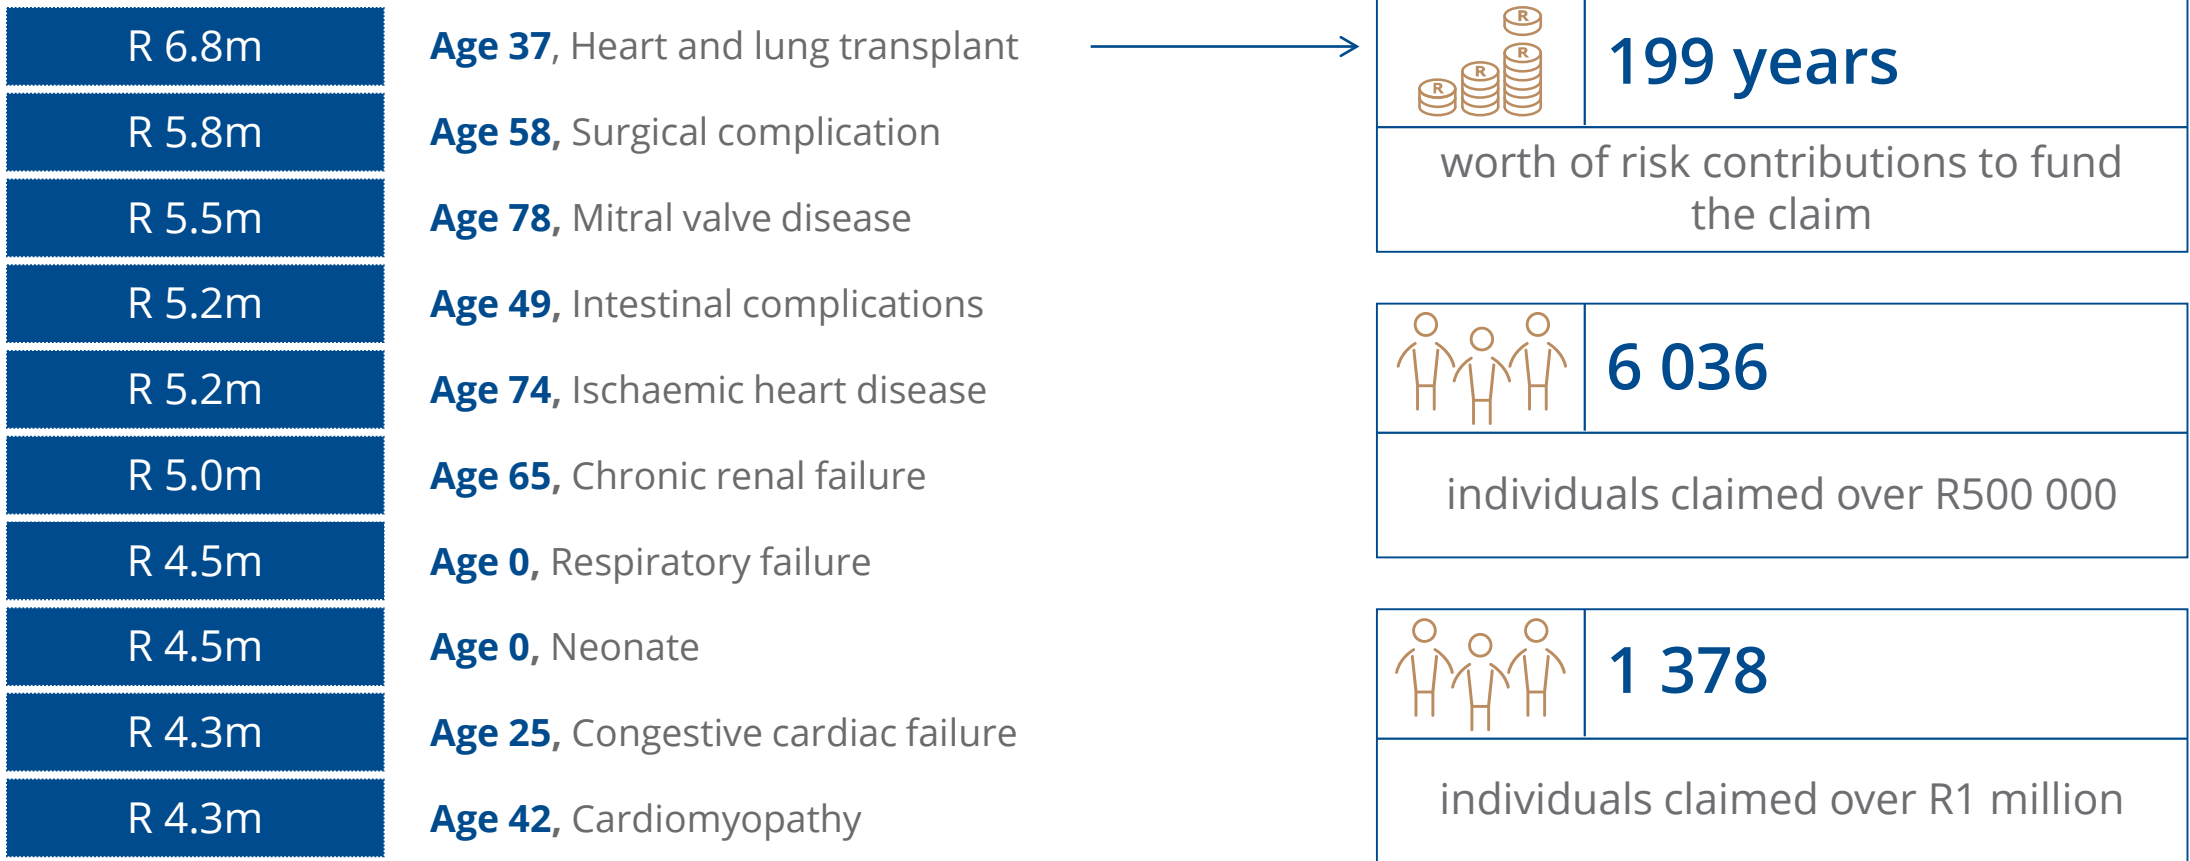 R 6.8m Age 37, Heart and lung transplant
R 5.8m Age 58, Surgical complication
R 5.5m Age 78, Mitral valve disease
R 5.2m Age 49, Intestinal complications
R 5.2m Age 74, Ischaemic heart disease
R 5.0m Age 65, Chronic renal failure
R 4.5m Age 0, Respiratory failure
R 4.5m Age 0, Neonate
R 4.3m Age 25, Congestive cardiac failure
R 4.3m Age 42, Cardiomyopathy
R
R
R
R
199 years
worth of risk contributions to fund
the claim
6 036
individuals claimed over R500 000
1 378
individuals claimed over R1 million